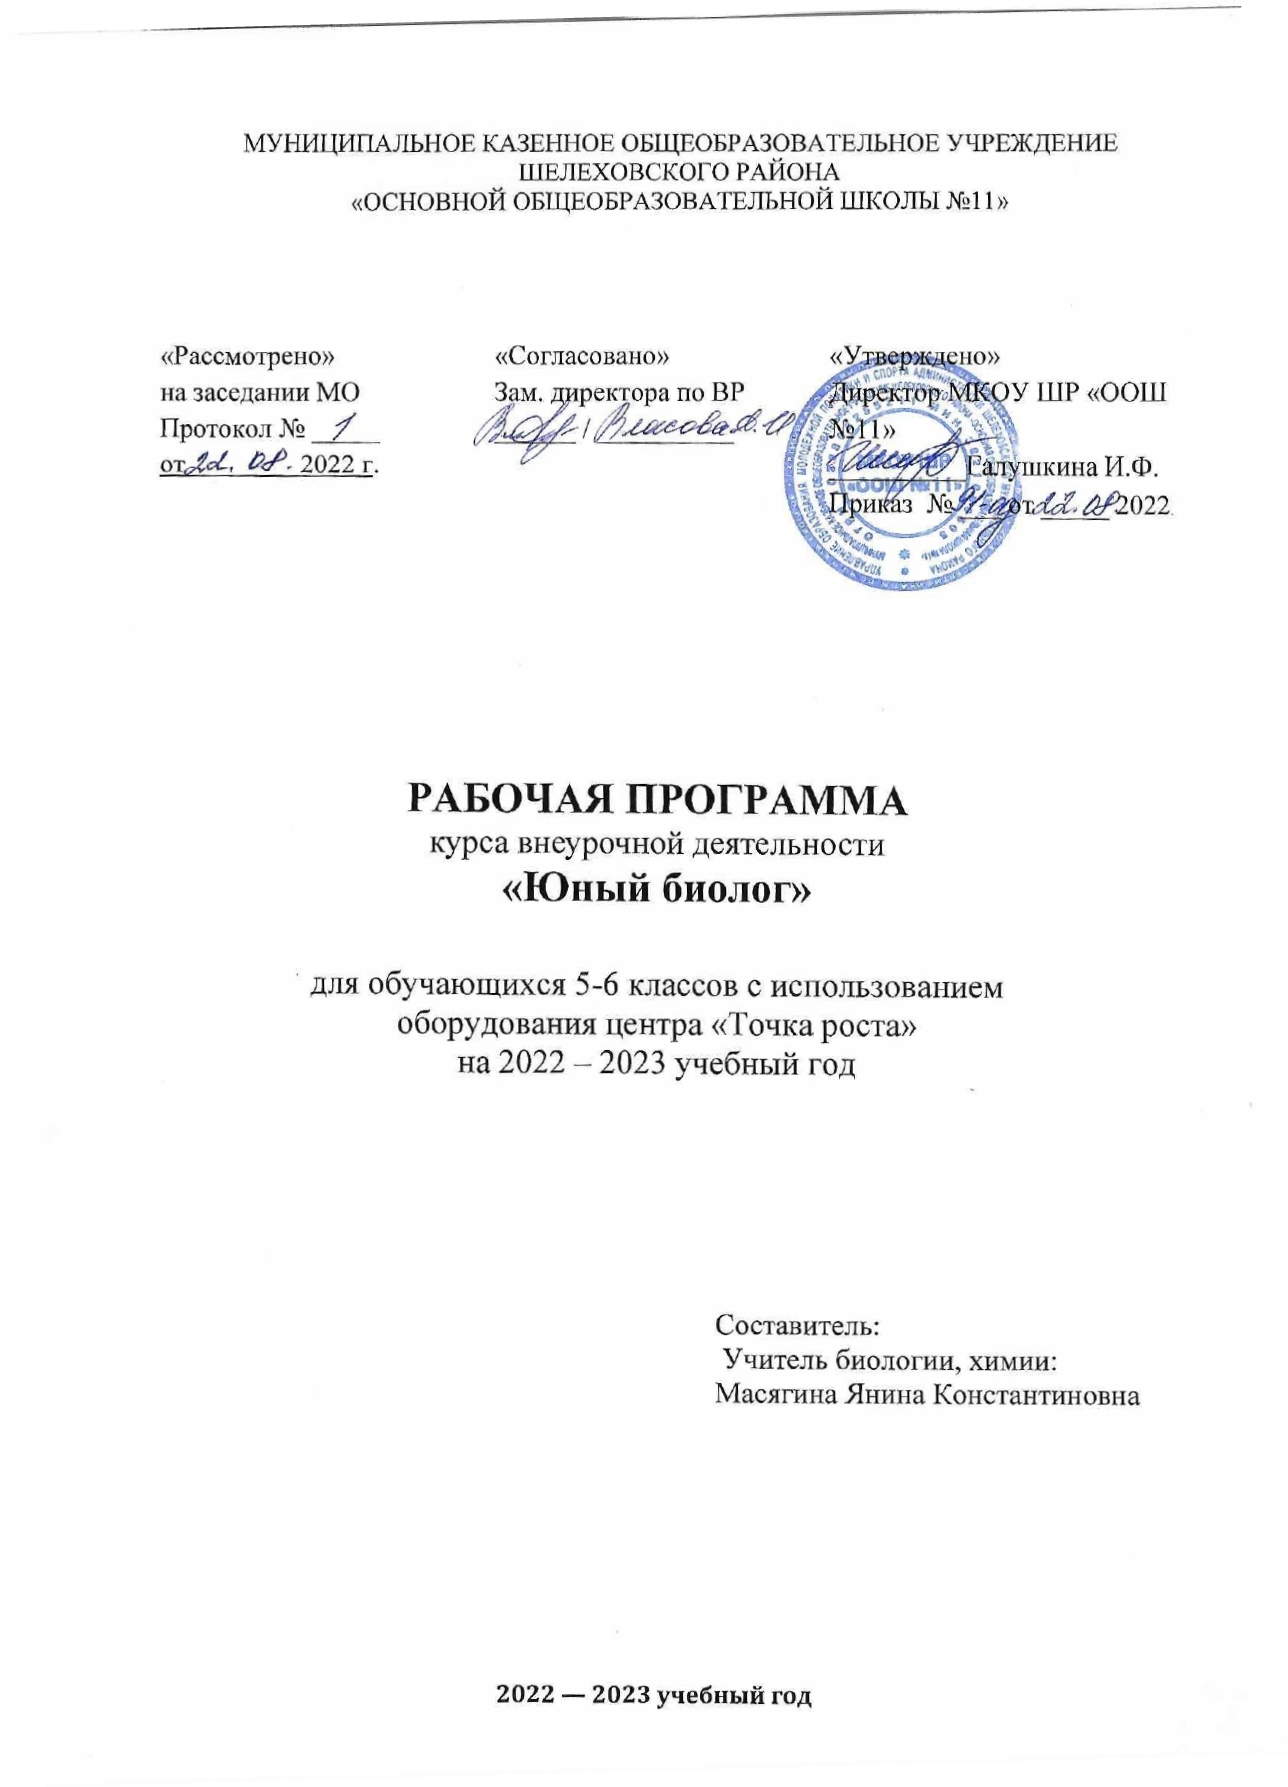 МУНИЦИПАЛЬНОЕ КАЗЕННОЕ ОБЩЕОБРАЗОВАТЕЛЬНОЕ УЧРЕЖДЕНИЕ
ШЕЛЕХОВСКОГО РАЙОНА
«ОСНОВНОЙ ОБЩЕОБРАЗОВАТЕЛЬНОЙ ШКОЛЫ №11»
«Рассмотрено»
на заседании МО
Протокол № 1
от 22. 08. 2022 г.
«Согласовано»
Зам. директора по ВР
/ Власова
«Утверждено»
Директор МКОУ ШР «ООШ
№11»
Галушкина И.Ф.
Приказ № от 22.08 2022
«ООШ №11»
РАБОЧАЯ ПРОГРАММА
курса внеурочной деятельности
«Юный биолог»
для обучающихся 5-6 классов с использованием
оборудования центра «Точка роста»
на 2022 – 2023 учебный год
Составитель:
Учитель биологии, химии:
Масягина Янина Константиновна
2022 — 2023 учебный год